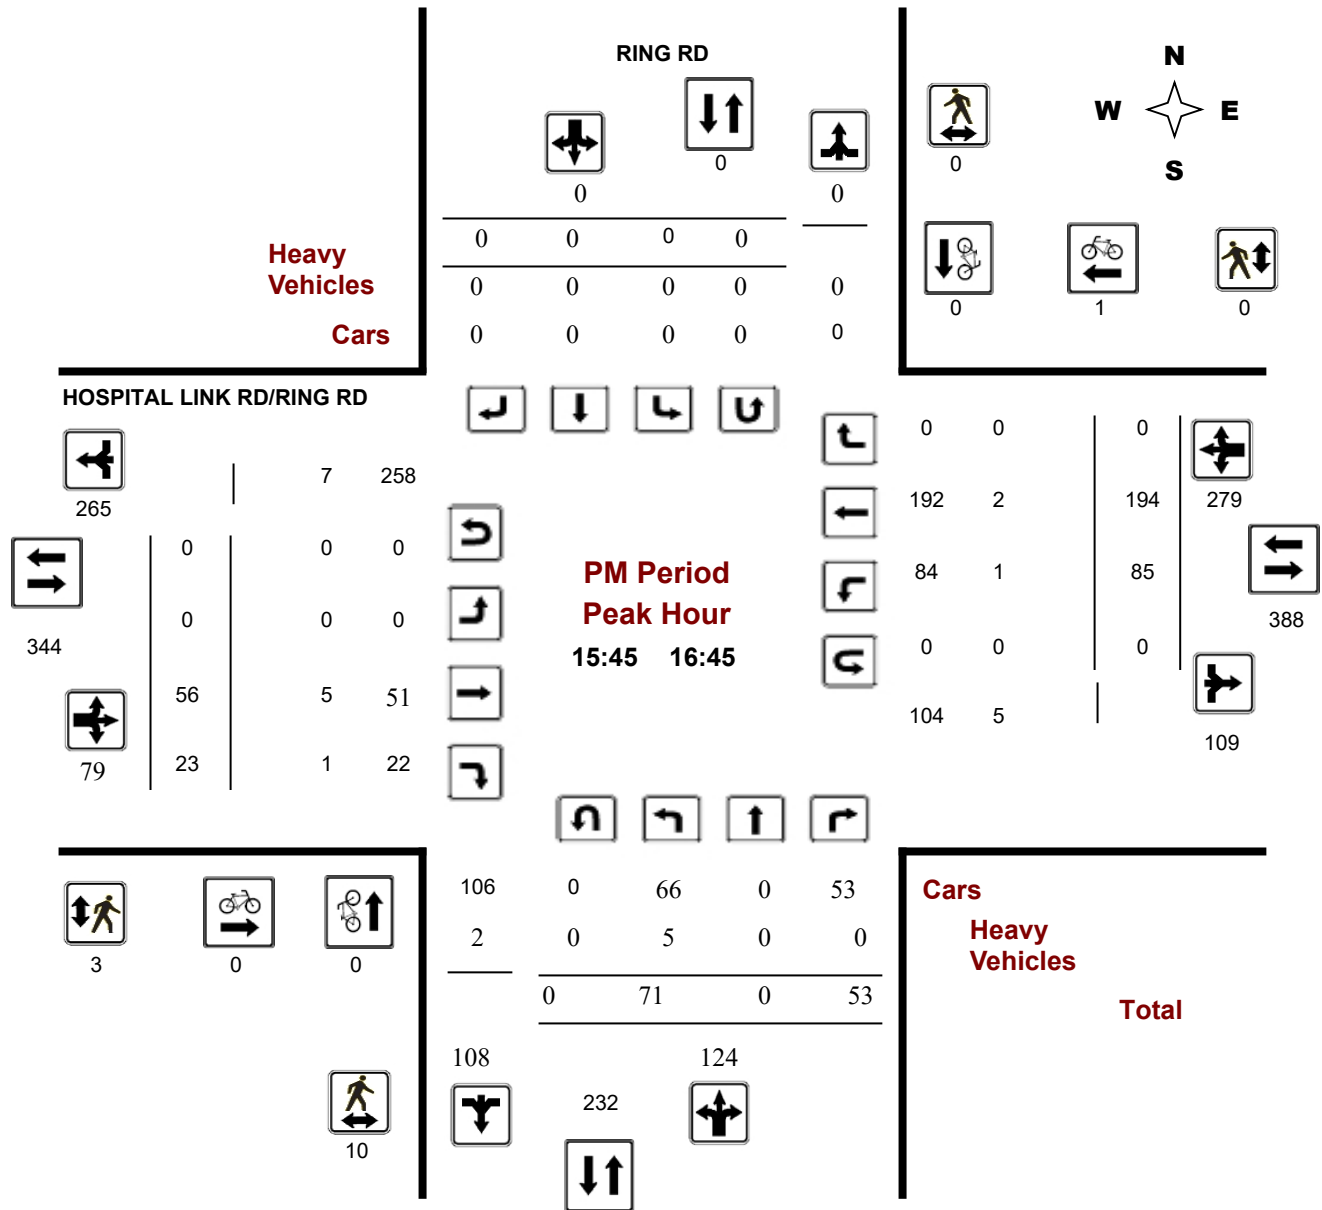 RING RD
N
W E
S
0
0
0 0
0 0 0 0
Heavy
Vehicles
0 0 0 0 0
Cars
0 0 0 0 0
0 1 0
HOSPITAL LINK RD/RING RD
0 0 0
7 258
265
192 2 194 279
0 0 0
PM Period
84 1 85
Peak Hour
0 0 0
388
344
15:45 16:45
0 0 0
56 5 51
104 5
109
79 23 1 22
106 0 66 0 53
Cars
2 0 5 0 0
Heavy
Vehicles
3 0 0
0 71 0 53
Total
108 124
232
10